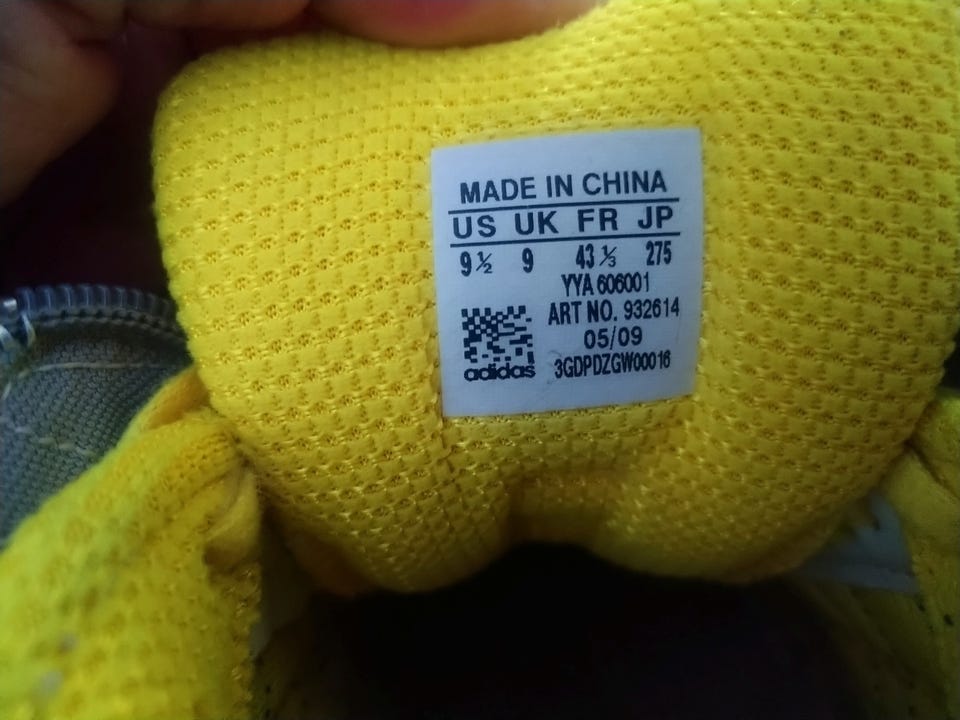 MADE IN CHINA
US UK FR JP
9½ 9 43⅓ 275
YYA 606001
ART NO. 932614
05/09
adidas 3GDPDZGW00016